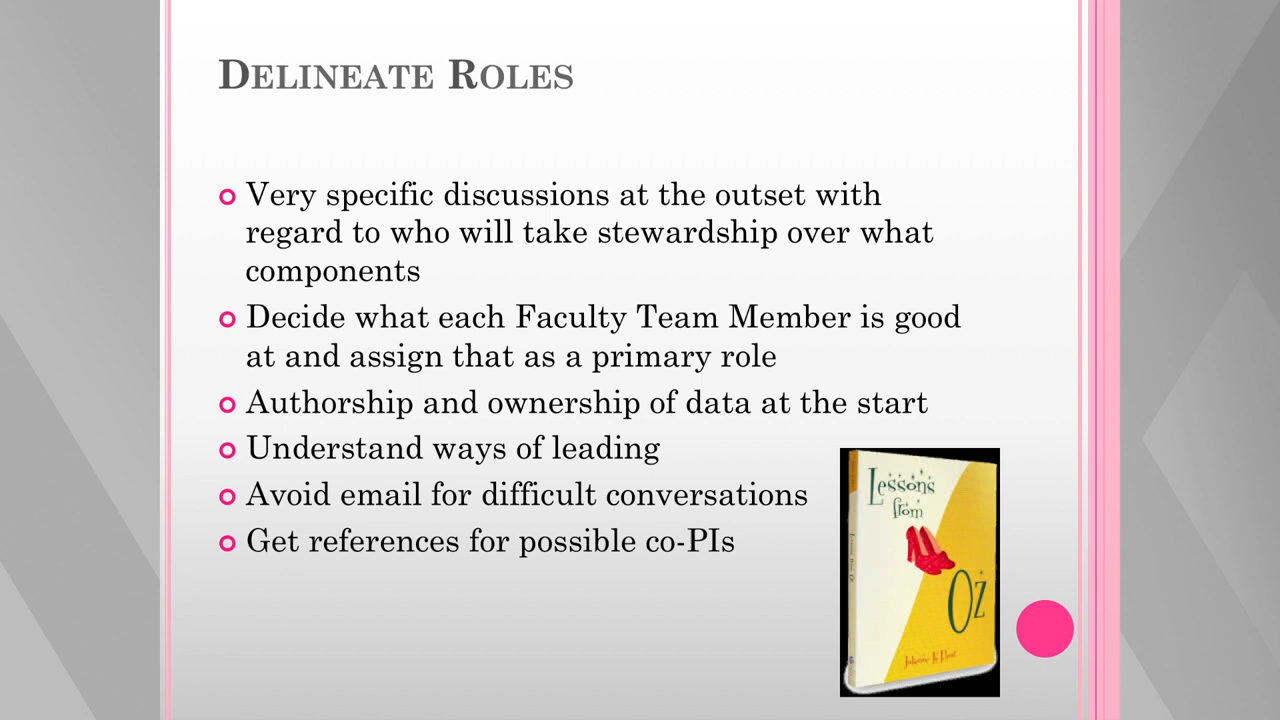 Delineate Roles
Very specific discussions at the outset with
regard to who will take stewardship over what
components
Decide what each Faculty Team Member is good
at and assign that as a primary role
Authorship and ownership of data at the start
Understand ways of leading
Avoid email for difficult conversations
Get references for possible co-PIs
Lessons
from
Oz